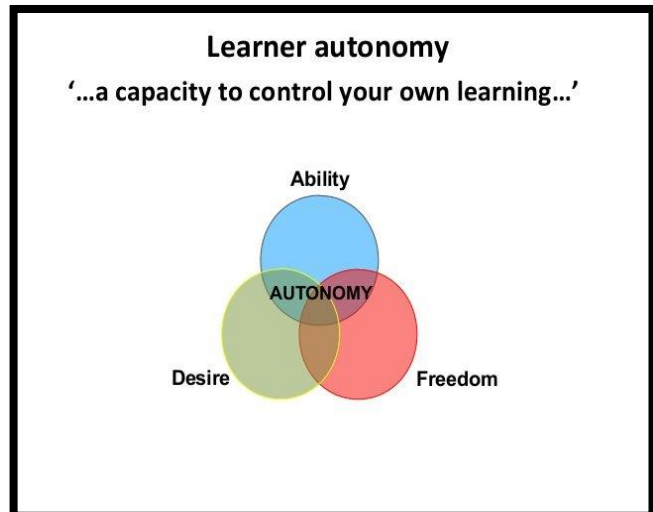 Learner autonomy
‘…a capacity to control your own learning…’
Ability
AUTONOMY
Desire
Freedom